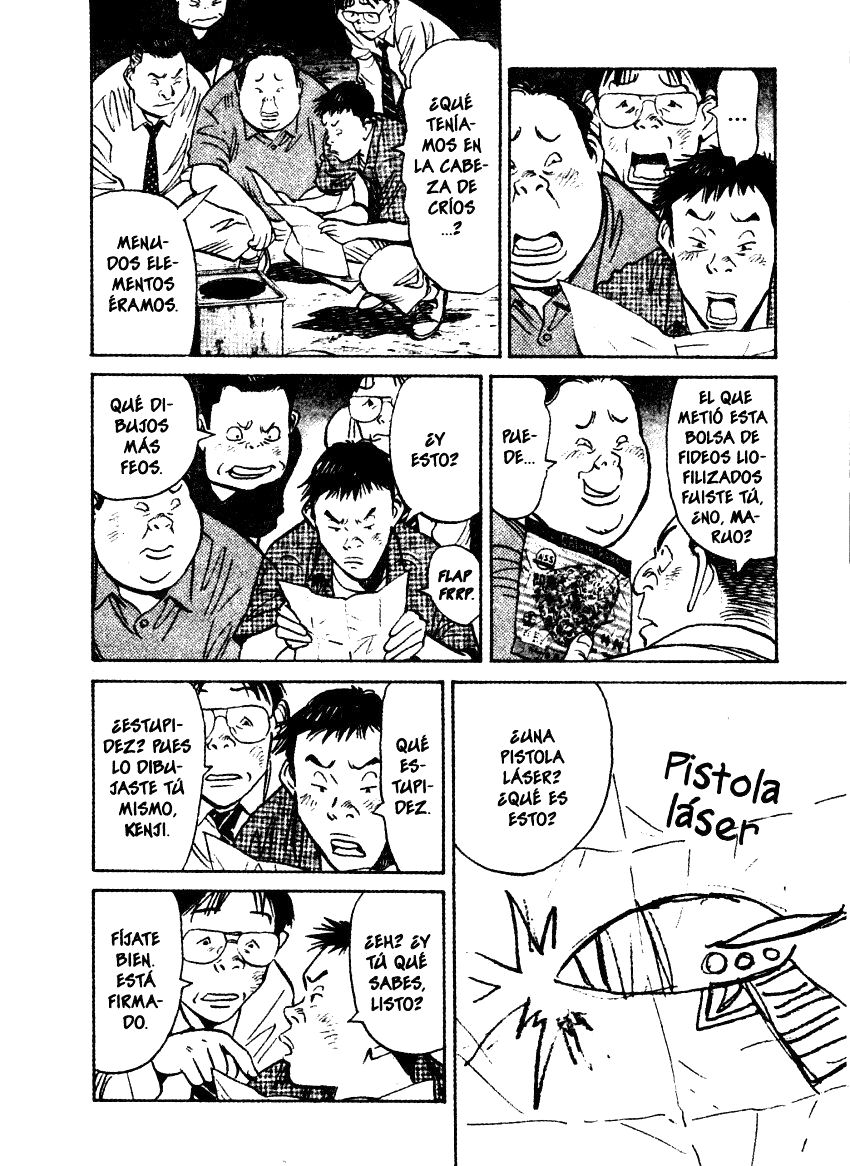 ...
¿QUÉ
TENÍA-
MOS EN
LA CABE-
ZA DE
CRÍOS
...?
MENU-
DOS ELE-
MENTOS
ÉRAMOS.
EL QUE
METIÓ ESTA
BOLSA DE
FIDEOS LIO-
FILIZADOS
FUISTE TÚ,
¿NO, MA-
RUO?
PUE-
DE...
¿Y
ESTO?
FLAP
FRRP.
QUÉ DI-
BUJOS
MÁS
FEOS.
Pistola
láser
¿UNA
PISTOLA
LÁSER?
¿QUÉ ES
ESTO?
QUÉ
ES-
TUPI-
DEZ.
¿ESTUPI-
DEZ? PUES
LO DIBU-
JASTE TÚ
MISMO,
KENJI.
¿EH? ¿Y
TÚ QUÉ
SABES,
LISTO?
FÍJATE
BIEN.
ESTÁ
FIRMA-
DO.